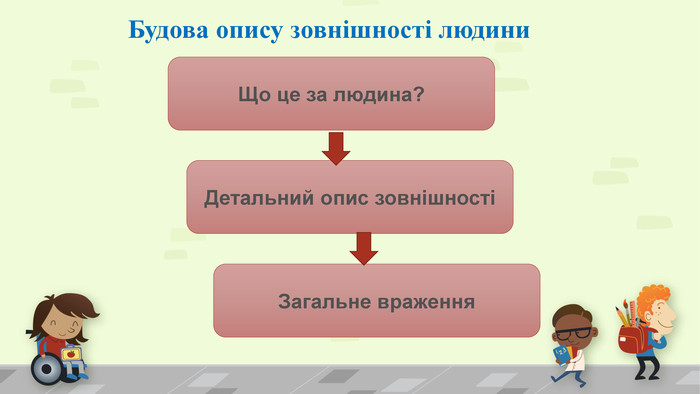 Будова опису зовнішності людини
Що це за людина?
Детальний опис зовнішності
Загальне враження